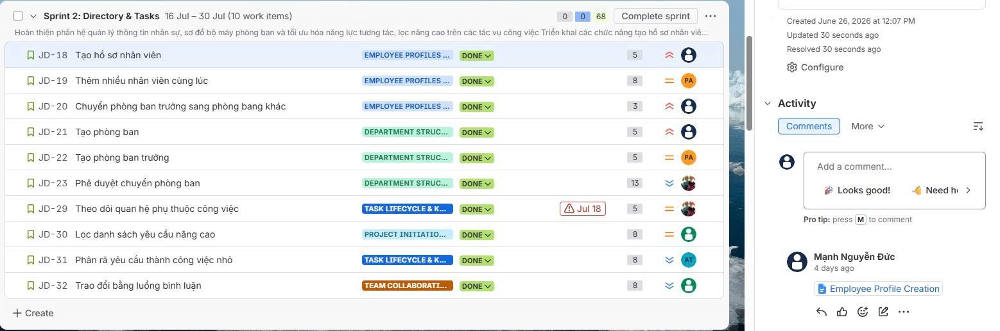 Sprint 2: Directory & Tasks 16 Jul – 30 Jul (10 work items) 0 0 68 Complete sprint
Hoàn thiện phân hệ quản lý thông tin nhân sự, sơ đồ bộ máy phòng ban và tối ưu hóa năng lực tương tác, lọc nâng cao trên các tác vụ công việc Triển khai các chức năng tạo hồ sơ nhân viê...
JD-18 Tạo hồ sơ nhân viên EMPLOYEE PROFILES ... DONE 5
JD-19 Thêm nhiều nhân viên cùng lúc EMPLOYEE PROFILES ... DONE 8 PA
JD-20 Chuyển phòng ban trưởng sang phòng bang khác EMPLOYEE PROFILES ... DONE 3
JD-21 Tạo phòng ban DEPARTMENT STRUC... DONE 5
JD-22 Tạo phòng ban trưởng DEPARTMENT STRUC... DONE 5 PA
JD-23 Phê duyệt chuyển phòng ban DEPARTMENT STRUC... DONE 13
JD-29 Theo dõi quan hệ phụ thuộc công việc TASK LIFECYCLE & K... DONE Jul 18 5
JD-30 Lọc danh sách yêu cầu nâng cao PROJECT INITIATIO... DONE 8
JD-31 Phân rã yêu cầu thành công việc nhỏ TASK LIFECYCLE & K... DONE 8 AT
JD-32 Trao đổi bằng luồng bình luận TEAM COLLABORATI... DONE 8
+ Create
Created June 26, 2026 at 12:07 PM
Updated 30 seconds ago
Resolved 30 seconds ago
Configure
Activity
Comments More
Add a comment...
Looks good! Need he
Pro tip: press M to comment
Mạnh Nguyễn Đức
4 days ago
Employee Profile Creation